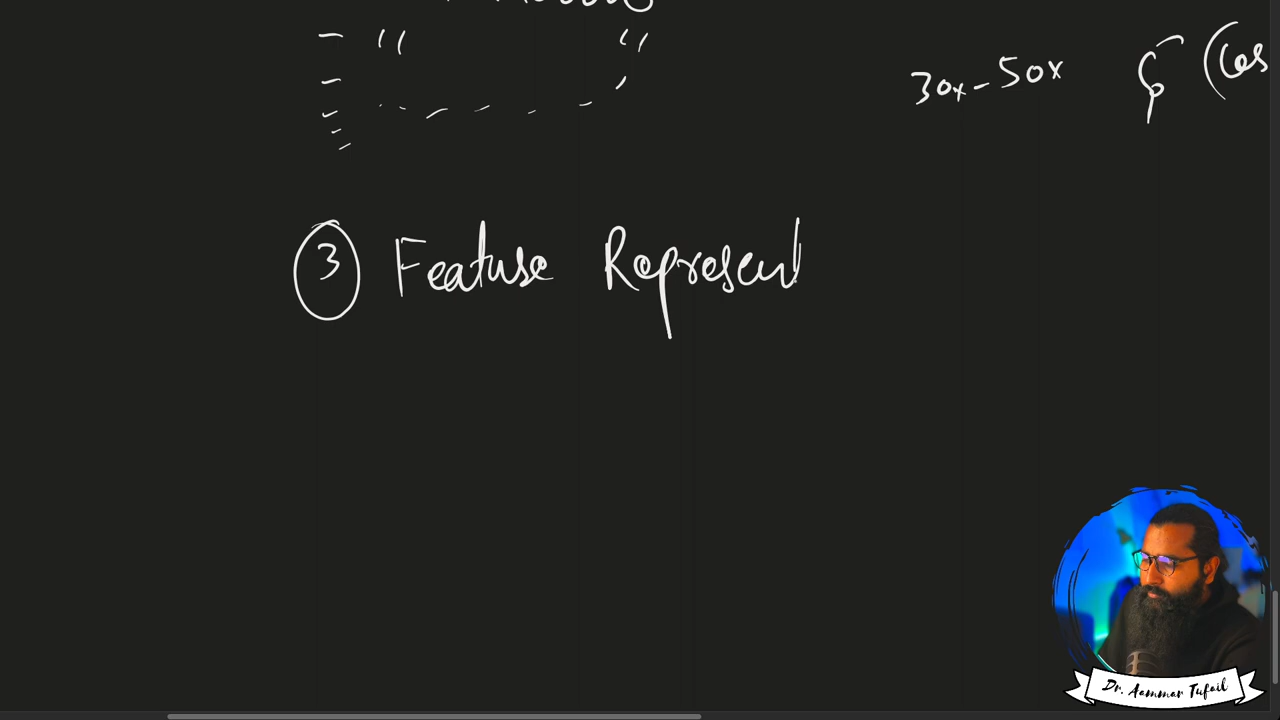 30x - 50x
③ Feature Represent
Dr. Aammar Tufail